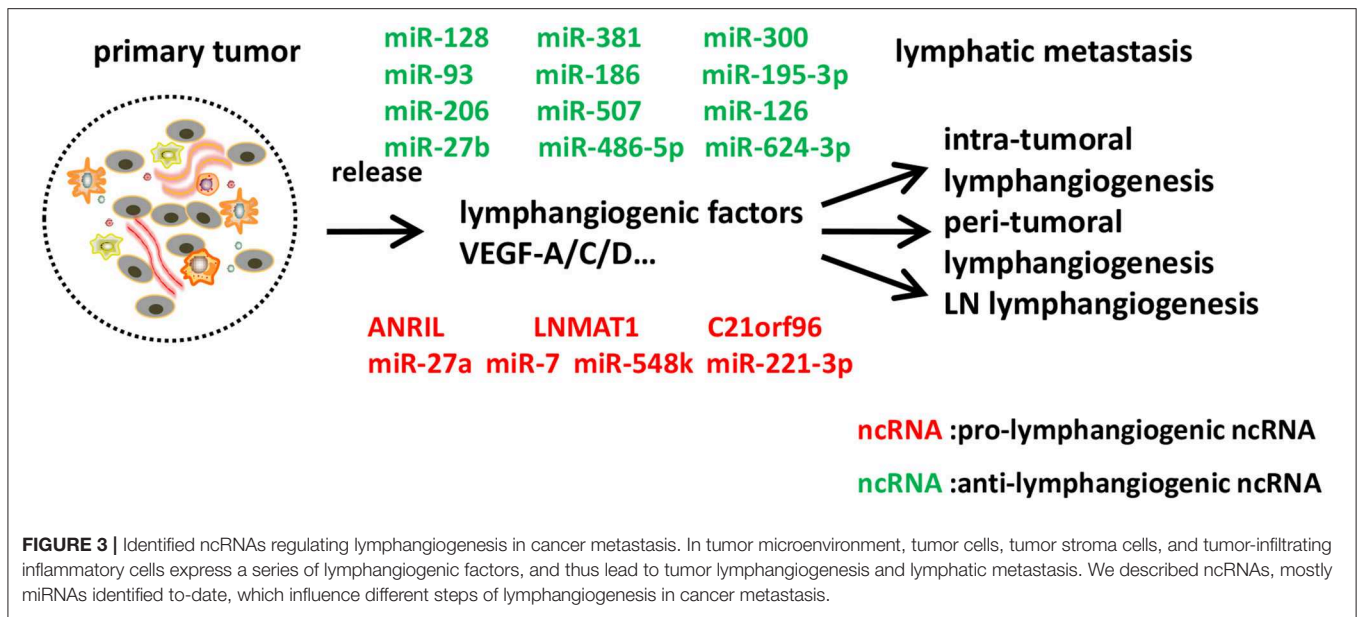 primary tumor
miR-128 miR-381 miR-300
miR-93 miR-186 miR-195-3p
miR-206 miR-507 miR-126
miR-27b miR-486-5p miR-624-3p
lymphatic metastasis
release
lymphangiogenic factors
VEGF-A/C/D...
intra-tumoral
lymphangiogenesis
peri-tumoral
lymphangiogenesis
LN lymphangiogenesis
ANRIL LNMAT1 C21orf96
miR-27a miR-7 miR-548k miR-221-3p
ncRNA :pro-lymphangiogenic ncRNA
ncRNA :anti-lymphangiogenic ncRNA
FIGURE 3 | Identified ncRNAs regulating lymphangiogenesis in cancer metastasis. In tumor microenvironment, tumor cells, tumor stroma cells, and tumor-infiltrating
inflammatory cells express a series of lymphangiogenic factors, and thus lead to tumor lymphangiogenesis and lymphatic metastasis. We described ncRNAs, mostly
miRNAs identified to-date, which influence different steps of lymphangiogenesis in cancer metastasis.